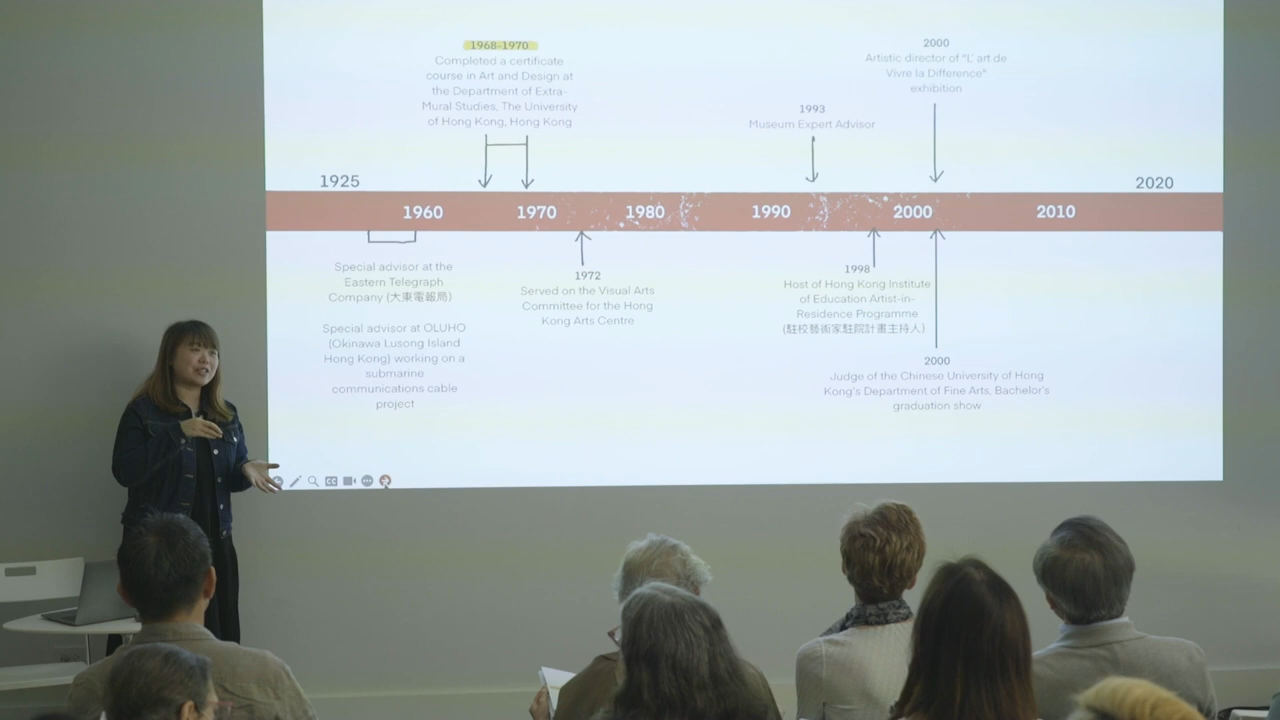 1968-1970
Completed a certificate
course in Art and Design at
the Department of Extra-
Mural Studies, The University
of Hong Kong, Hong Kong
2000
Artistic director of "L' art de
Vivre la Difference"
exhibition
1993
Museum Expert Advisor
1925
2020
1960 1970 1980 1990 2000 2010
Special advisor at the
Eastern Telegraph
Company (大東電報局)
Special advisor at OLUHO
(Okinawa Lusong Island
Hong Kong) working on a
submarine
communications cable
project
1972
Served on the Visual Arts
Committee for the Hong
Kong Arts Centre
1998
Host of Hong Kong Institute
of Education Artist-in-
Residence Programme
(駐校藝術家駐院計畫主持人)
2000
Judge of the Chinese University of Hong
Kong's Department of Fine Arts, Bachelor's
graduation show
CC